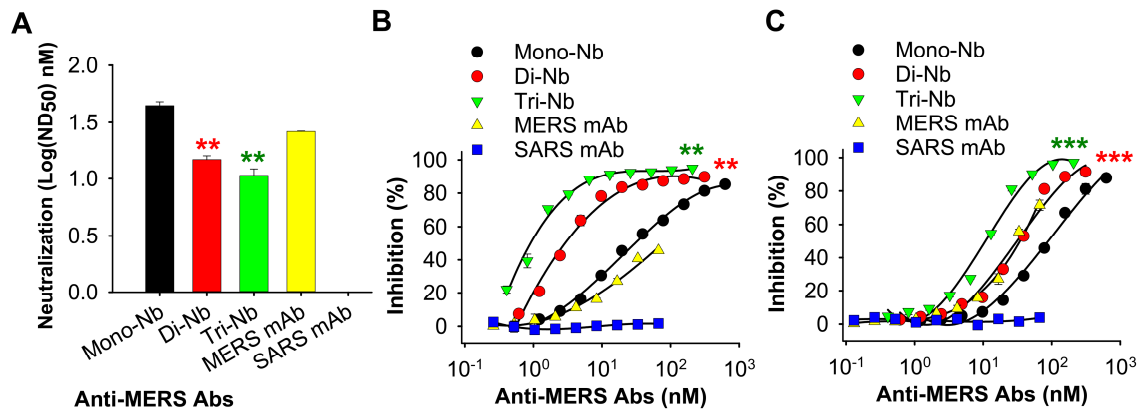 A
Neutralization (Log(ND50) nM)
2.0
1.5
1.0
0.5
0.0
**
**
Mono-Nb
Di-Nb
Tri-Nb
MERS mAb
SARS mAb
Anti-MERS Abs
B
Mono-Nb
Di-Nb
Tri-Nb
MERS mAb
SARS mAb
Inhibition (%)
100
80
60
40
20
0
**
**
10-1
100
101
102
103
Anti-MERS Abs (nM)
C
Mono-Nb
Di-Nb
Tri-Nb
MERS mAb
SARS mAb
Inhibition (%)
100
80
60
40
20
0
***
***
10-1
100
101
102
103
Anti-MERS Abs (nM)